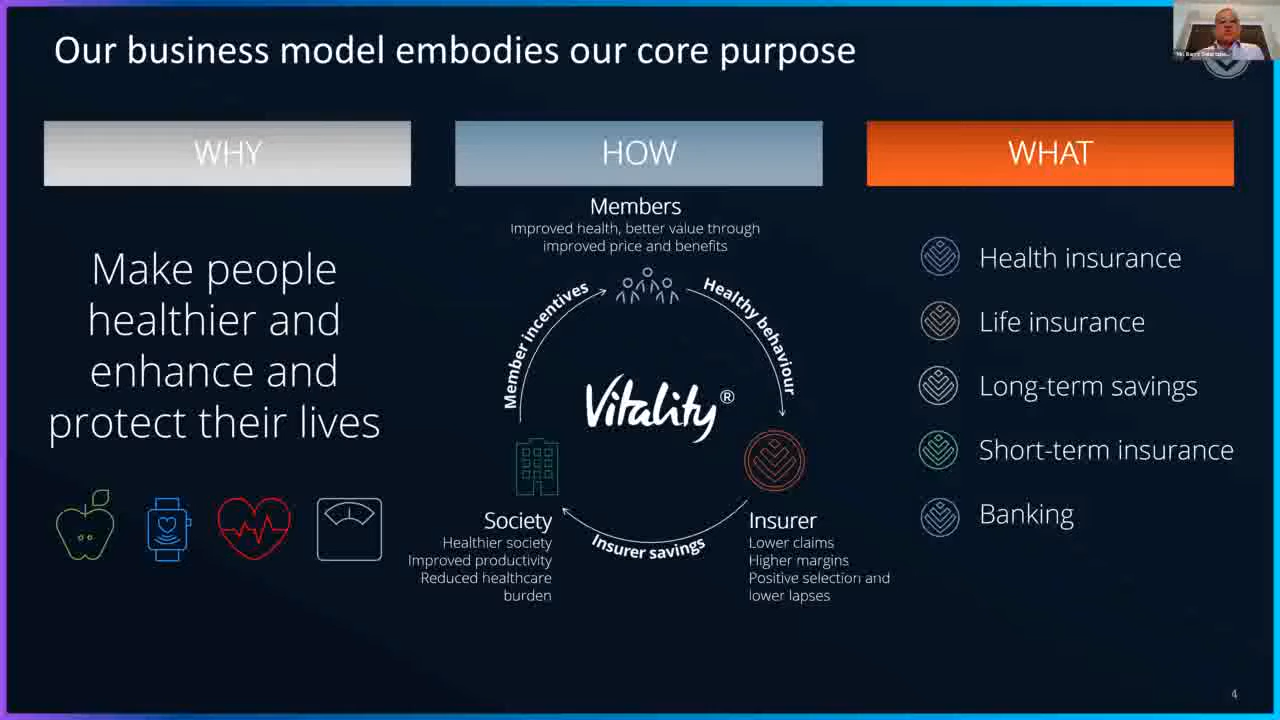 Our business model embodies our core purpose
WHY
Make people
healthier and
enhance and
protect their lives
HOW
Members
Improved health, better value through
improved price and benefits
Member incentives
Healthy behaviour
Vitality®
Society
Healthier society
Improved productivity
Reduced healthcare
burden
Insurer savings
Insurer
Lower claims
Higher margins
Positive selection and
lower lapses
WHAT
Health insurance
Life insurance
Long-term savings
Short-term insurance
Banking
4